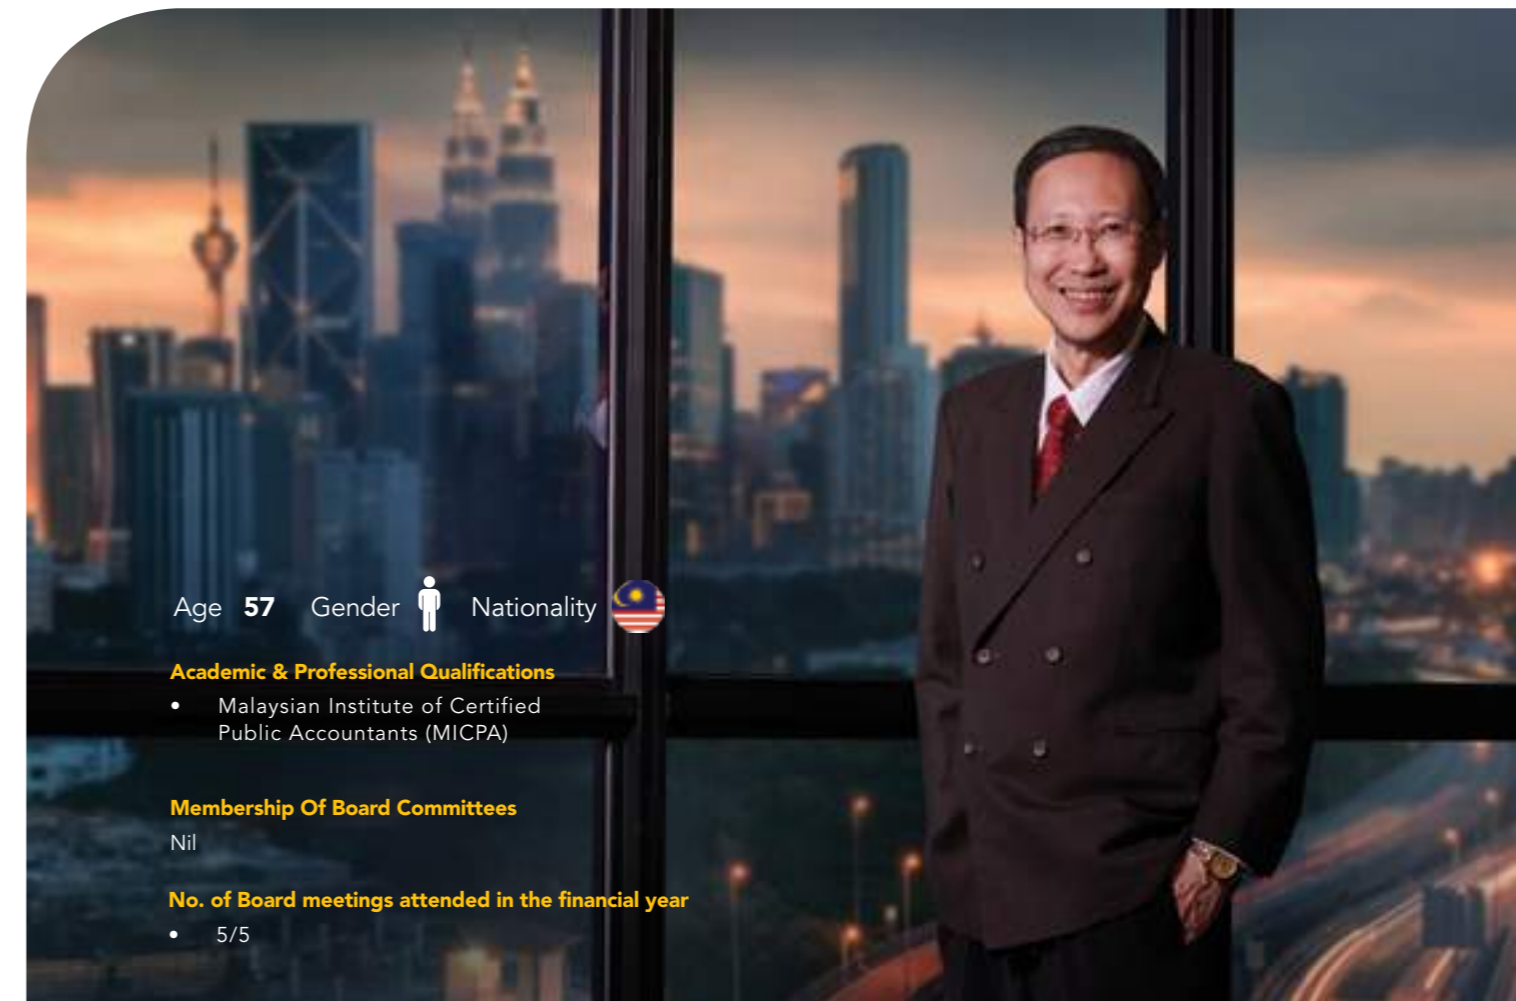 Age 57 Gender Nationality
Academic & Professional Qualifications
• Malaysian Institute of Certified
Public Accountants (MICPA)
Membership Of Board Committees
Nil
No. of Board meetings attended in the financial year
• 5/5